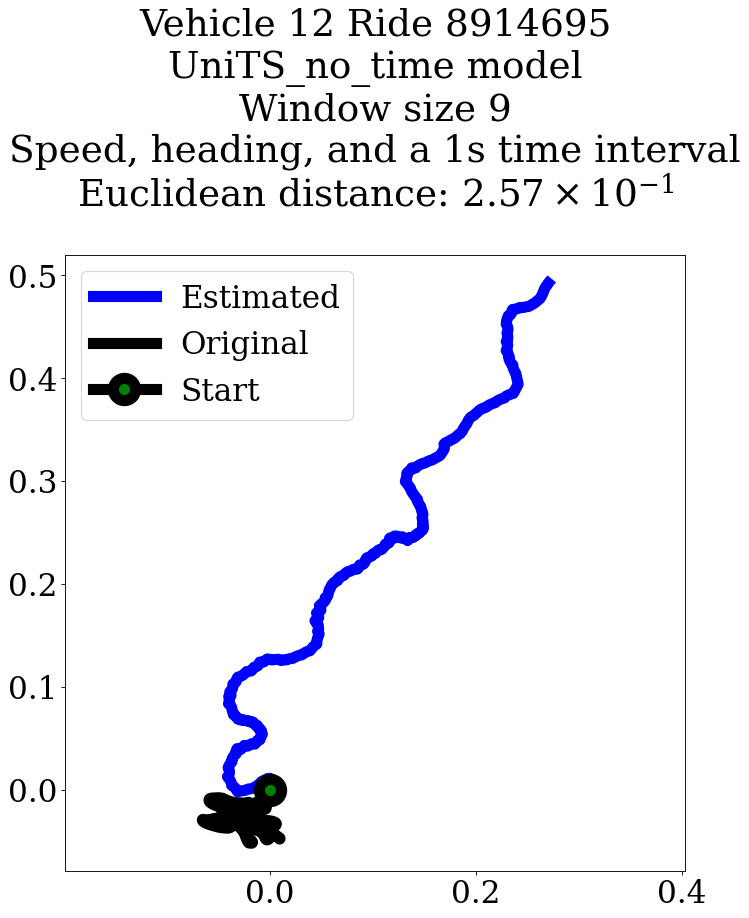 Vehicle 12 Ride 8914695
UniTS_no_time model
Window size 9
Speed, heading, and a 1s time interval
Euclidean distance: 2.57 × 10⁻¹
0.5
Estimated
Original
0.4
Start
0.3
0.2
0.1
0.0
0.0 0.2 0.4